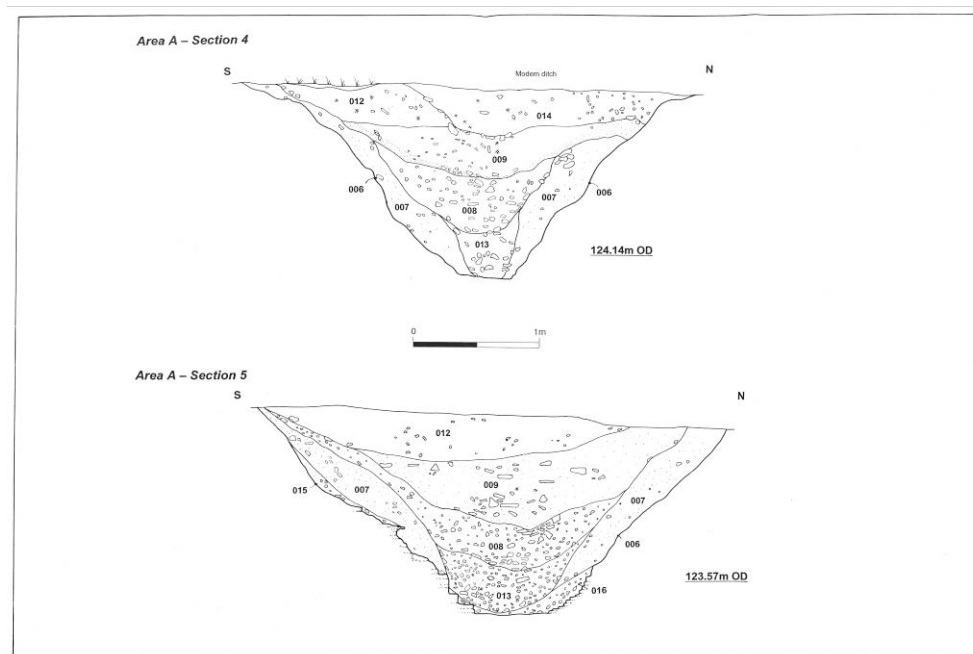 Area A – Section 4
S
Modern ditch
N
012
014
009
006
007
008
007
006
013
124.14m OD
0 1m
Area A – Section 5
S
N
012
009
015
007
007
008
006
123.57m OD
013
016